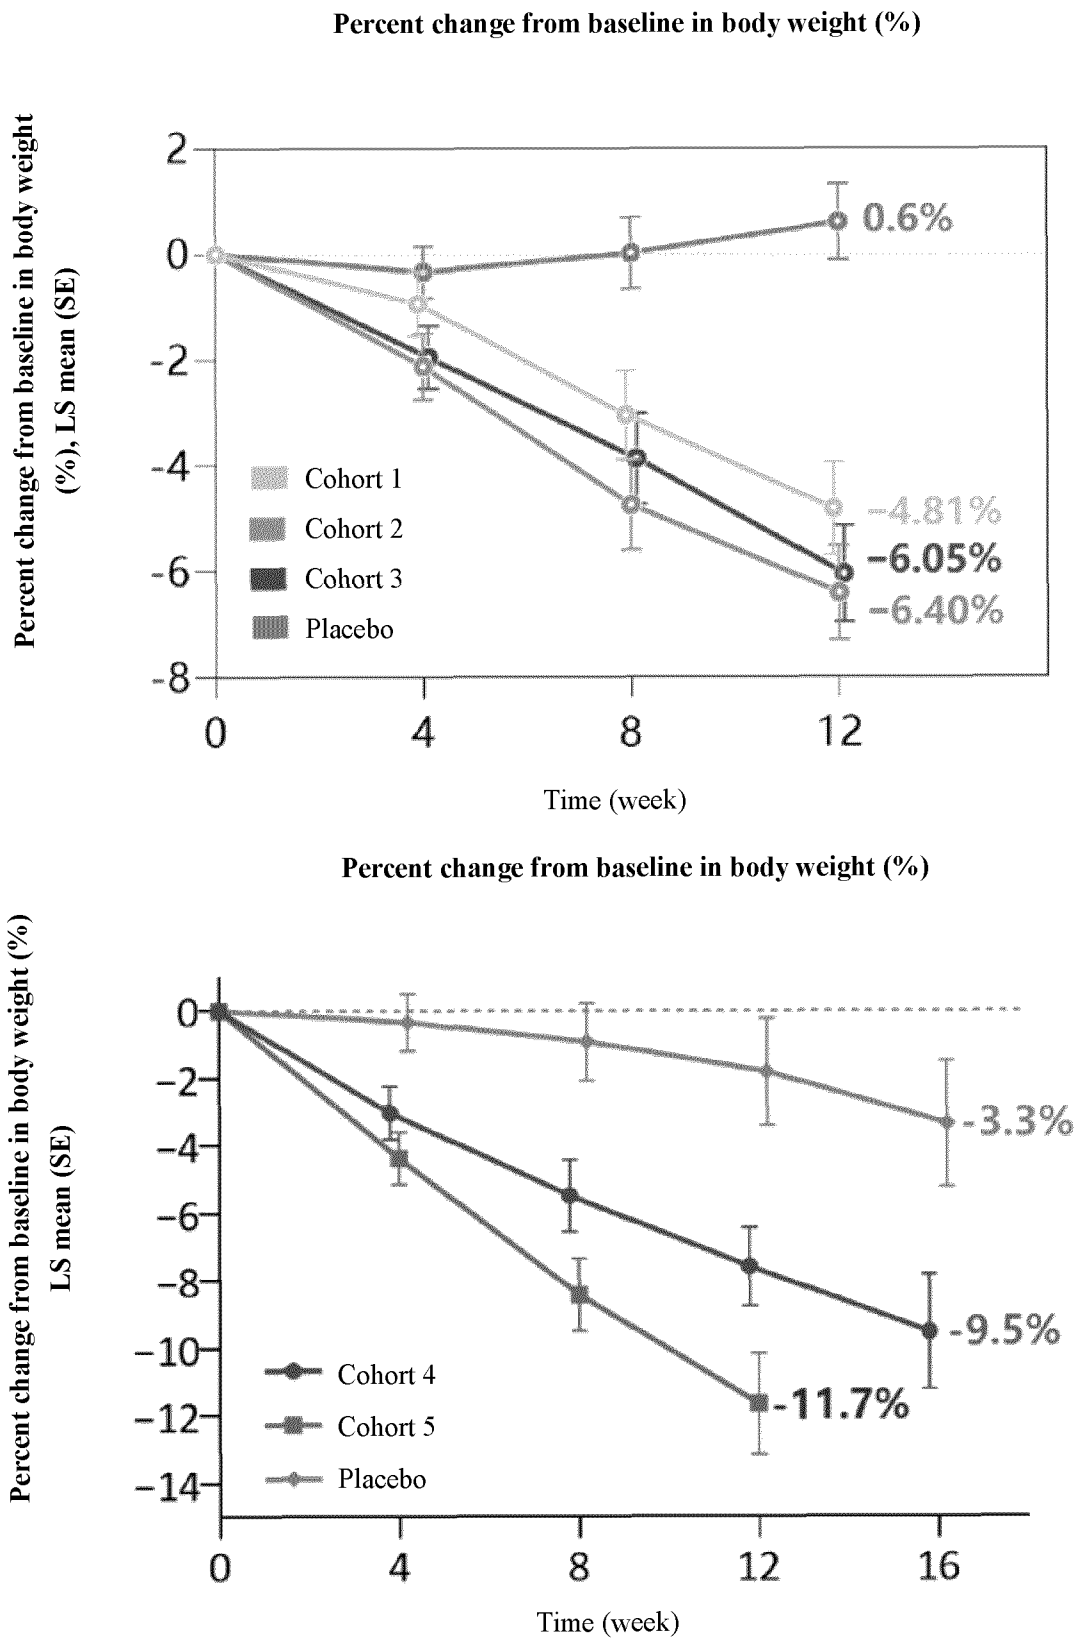 Percent change from baseline in body weight (%)
Percent change from baseline in body weight
(%), LS mean (SE)
2
0
-2
-4
-6
-8
0.6%
−4.81%
−6.05%
−6.40%
Cohort 1
Cohort 2
Cohort 3
Placebo
0 4 8 12
Time (week)
Percent change from baseline in body weight (%)
Percent change from baseline in body weight (%)
LS mean (SE)
0
−2
−4
−6
−8
−10
−12
−14
-3.3%
-9.5%
-11.7%
Cohort 4
Cohort 5
Placebo
0 4 8 12 16
Time (week)